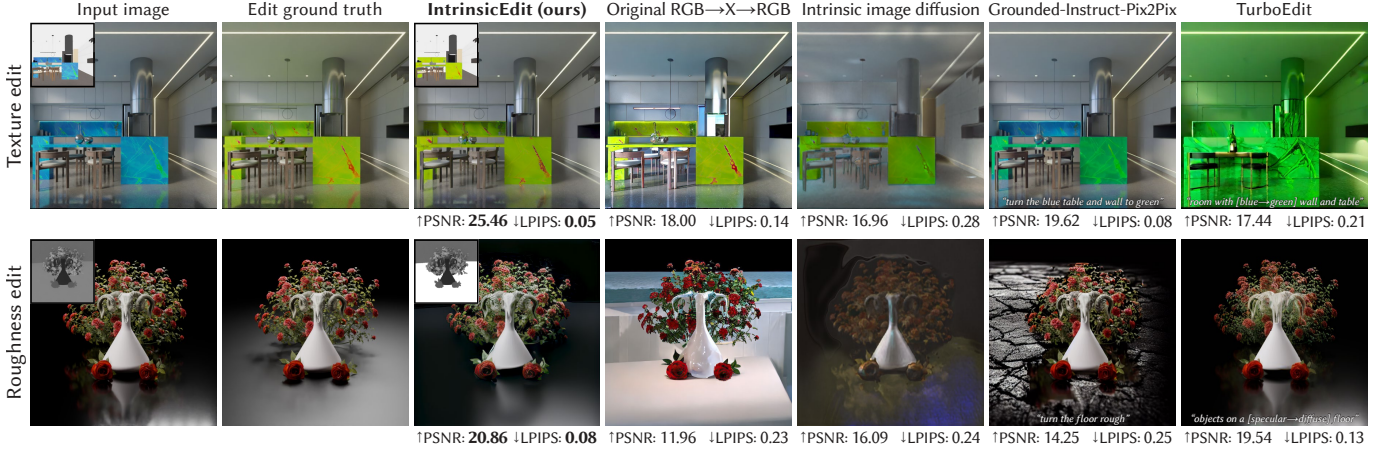 Input image
Edit ground truth
IntrinsicEdit (ours)
Original RGB→X→RGB
Intrinsic image diffusion
Grounded-Instruct-Pix2Pix
TurboEdit
Texture edit
"turn the blue table and wall to green"
"room with [blue→green] wall and table"
↑PSNR: 25.46 ↓LPIPS: 0.05
↑PSNR: 18.00 ↓LPIPS: 0.14
↑PSNR: 16.96 ↓LPIPS: 0.28
↑PSNR: 19.62 ↓LPIPS: 0.08
↑PSNR: 17.44 ↓LPIPS: 0.21
Roughness edit
"turn the floor rough"
"objects on a [specular→diffuse] floor"
↑PSNR: 20.86 ↓LPIPS: 0.08
↑PSNR: 11.96 ↓LPIPS: 0.23
↑PSNR: 16.09 ↓LPIPS: 0.24
↑PSNR: 14.25 ↓LPIPS: 0.25
↑PSNR: 19.54 ↓LPIPS: 0.13